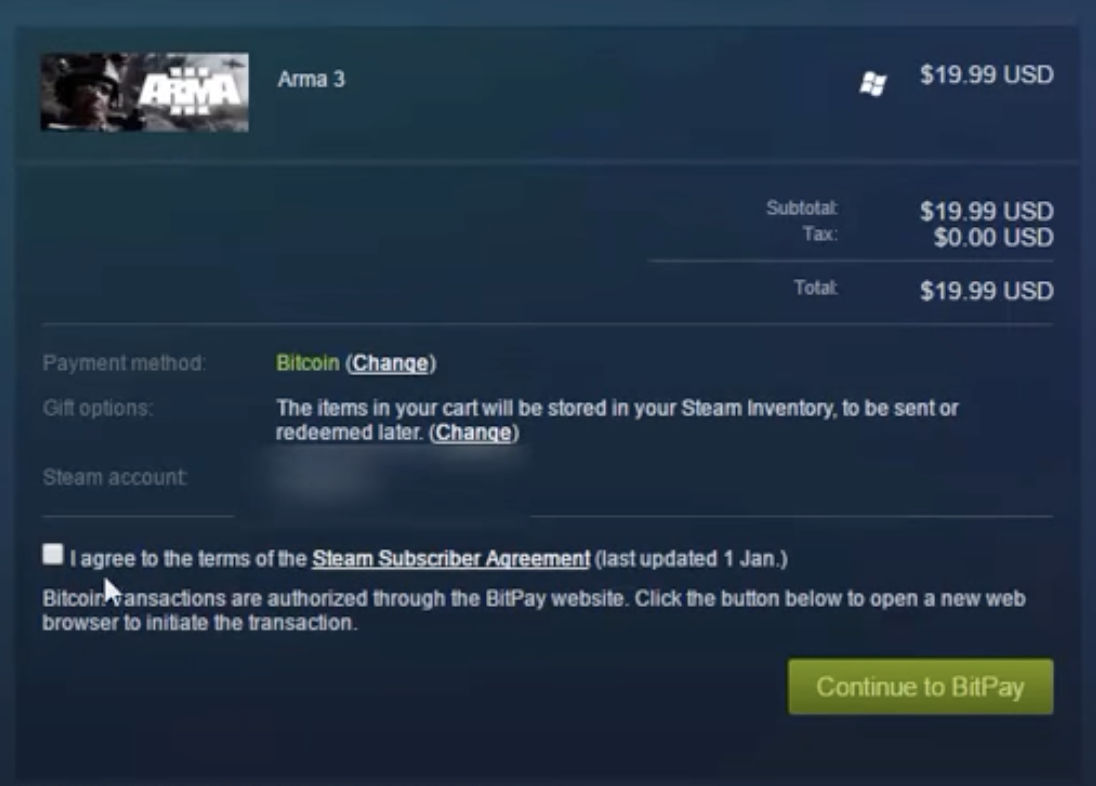 ARMA
III
Arma 3
$19.99 USD
Subtotal:
$19.99 USD
Tax:
$0.00 USD
Total:
$19.99 USD
Payment method:
Bitcoin (Change)
Gift options:
The items in your cart will be stored in your Steam Inventory, to be sent or
redeemed later. (Change)
Steam account:
I agree to the terms of the Steam Subscriber Agreement (last updated 1 Jan.)
Bitcoin transactions are authorized through the BitPay website. Click the button below to open a new web
browser to initiate the transaction.
Continue to BitPay